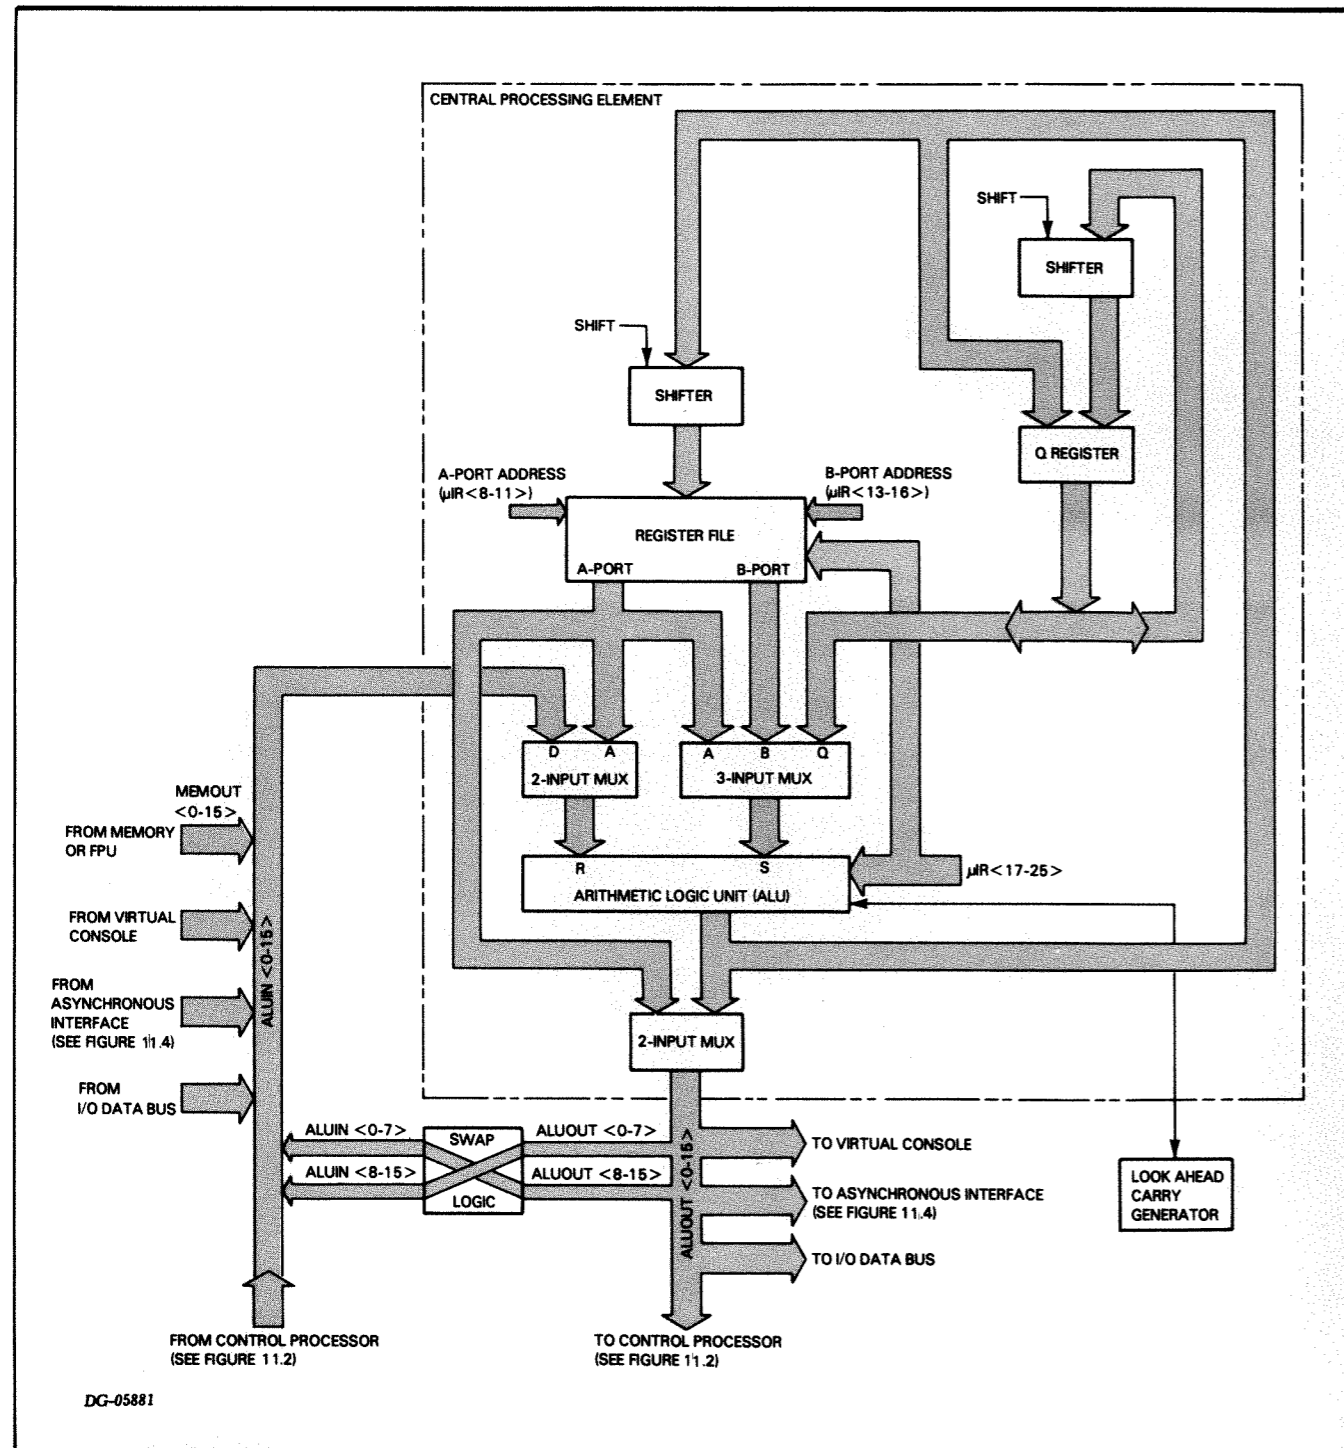 CENTRAL PROCESSING ELEMENT
SHIFT
SHIFTER
SHIFT
SHIFTER
Q REGISTER
A-PORT ADDRESS
(µIR<8-11>)
B-PORT ADDRESS
(µIR<13-16>)
REGISTER FILE
A-PORT
B-PORT
D
A
2-INPUT MUX
A
B
Q
3-INPUT MUX
MEMOUT
<0-15>
FROM MEMORY
OR FPU
R
S
ARITHMETIC LOGIC UNIT (ALU)
µIR<17-25>
FROM VIRTUAL
CONSOLE
ALUIN <0-15>
FROM
ASYNCHRONOUS
INTERFACE
(SEE FIGURE 11.4)
2-INPUT MUX
FROM
I/O DATA BUS
ALUIN <0-7>
SWAP
ALUOUT <0-7>
ALUIN <8-15>
LOGIC
ALUOUT <8-15>
ALUOUT <0-15>
TO VIRTUAL CONSOLE
TO ASYNCHRONOUS INTERFACE
(SEE FIGURE 11.4)
TO I/O DATA BUS
LOOK AHEAD
CARRY
GENERATOR
FROM CONTROL PROCESSOR
(SEE FIGURE 11.2)
TO CONTROL PROCESSOR
(SEE FIGURE 11.2)
DG-05881